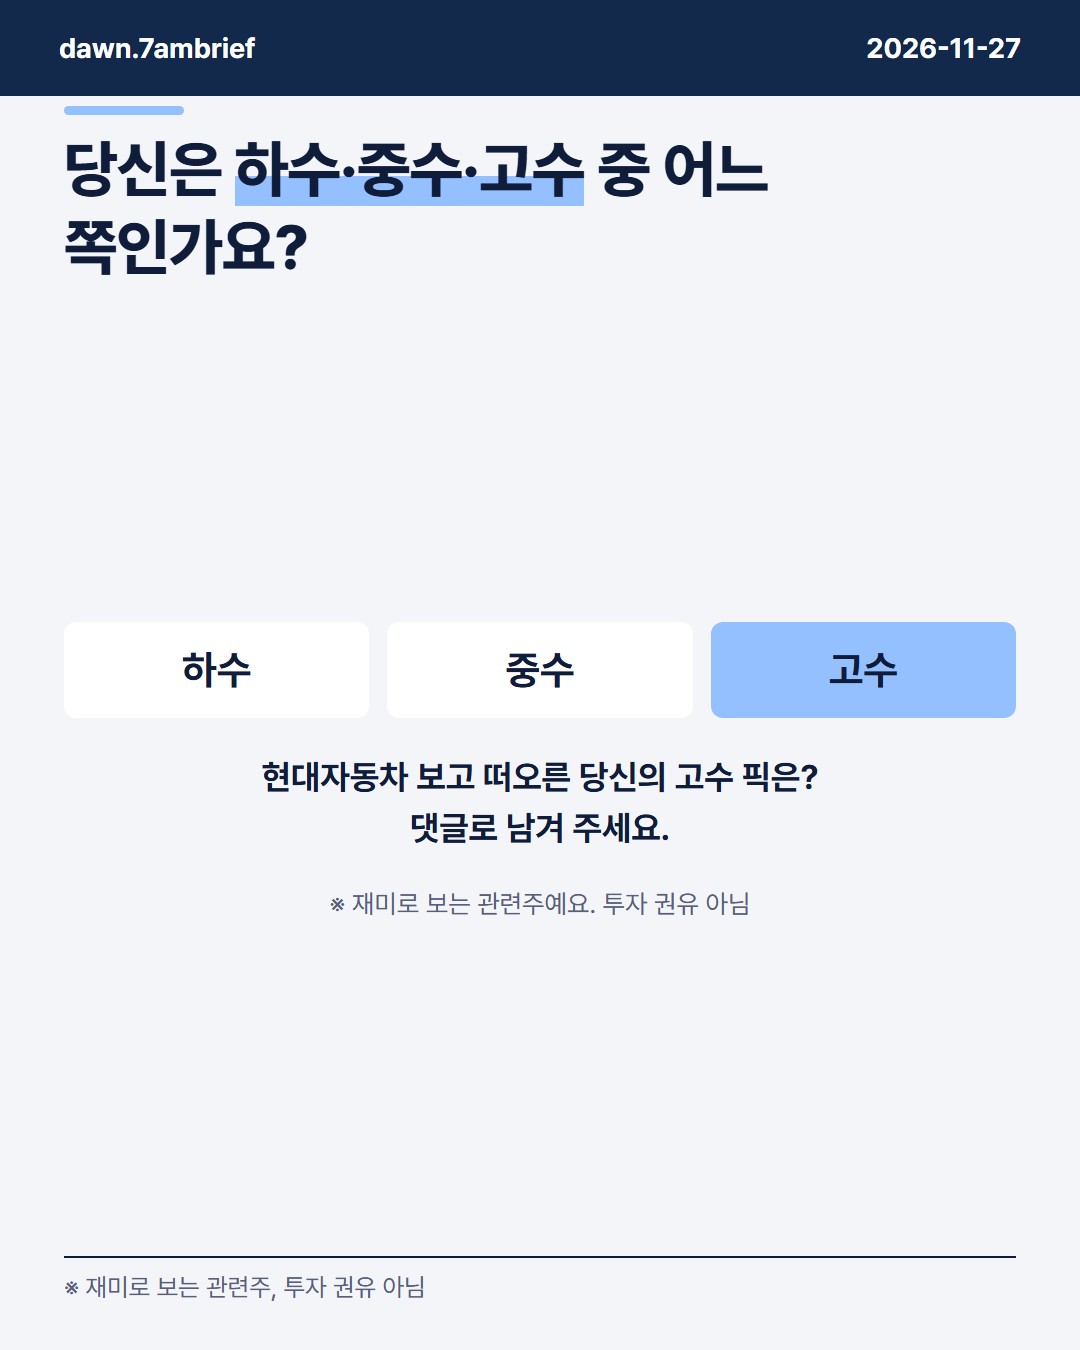 dawn.7ambrief
2026-11-27
당신은 하수·중수·고수 중 어느
쪽인가요?
하수
중수
고수
현대자동차 보고 떠오른 당신의 고수 픽은?
댓글로 남겨 주세요.
※ 재미로 보는 관련주예요. 투자 권유 아님
※ 재미로 보는 관련주, 투자 권유 아님